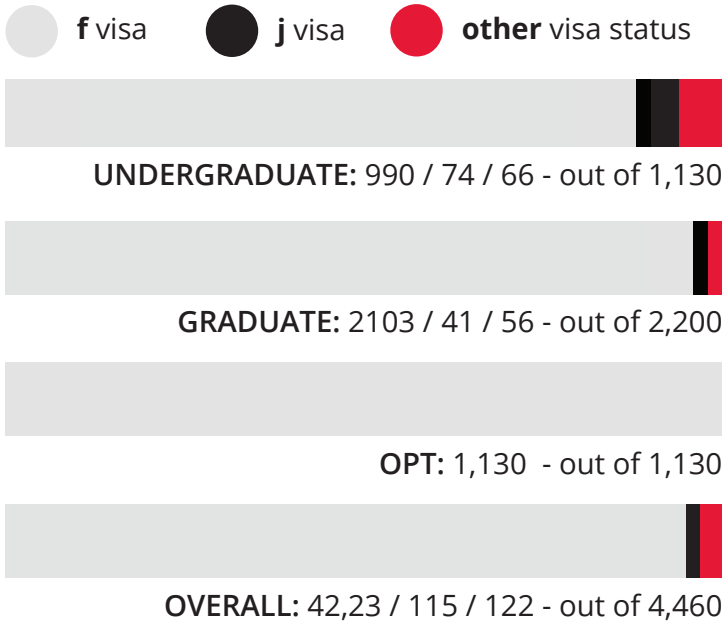 f visa j visa other visa status
UNDERGRADUATE: 990 / 74 / 66 - out of 1,130
GRADUATE: 2103 / 41 / 56 - out of 2,200
OPT: 1,130 - out of 1,130
OVERALL: 42,23 / 115 / 122 - out of 4,460